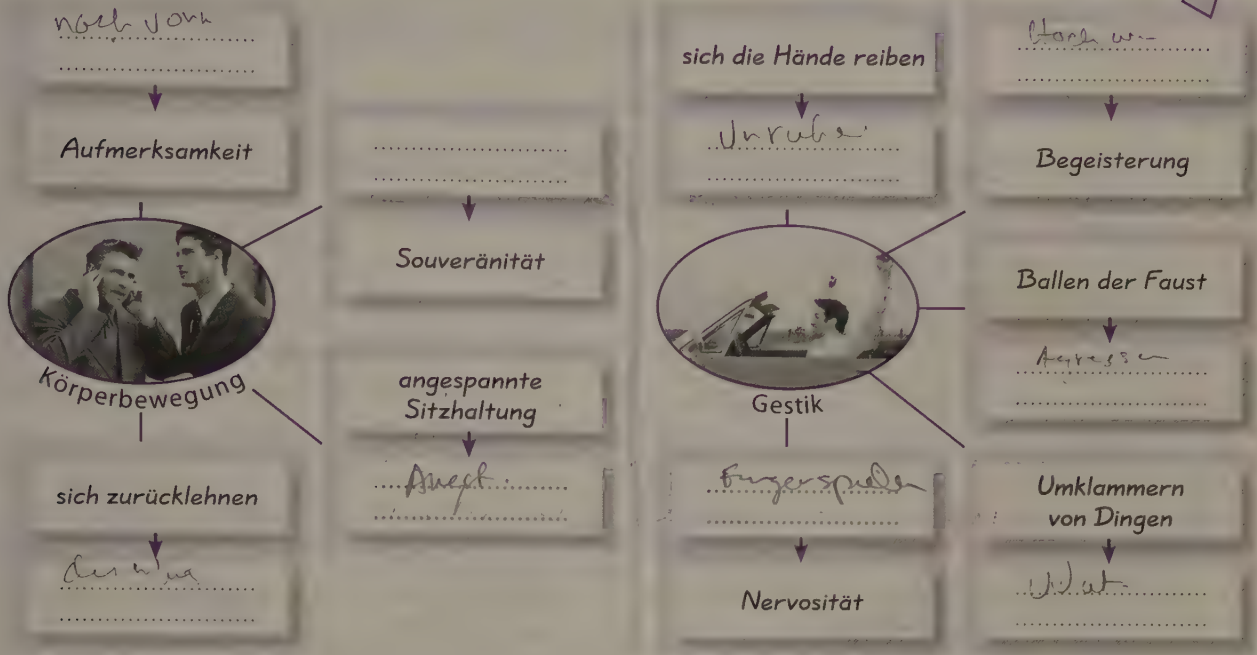 nach vorn
Aufmerksamkeit
Souveränität
Körperbewegung
angespannte
Sitzhaltung
Angst
sich zurücklehnen
sich die Hände reiben
Unruhe
Begeisterung
Ballen der Faust
Gestik
Fingerspielen
Nervosität
Umklammern
von Dingen
Wut